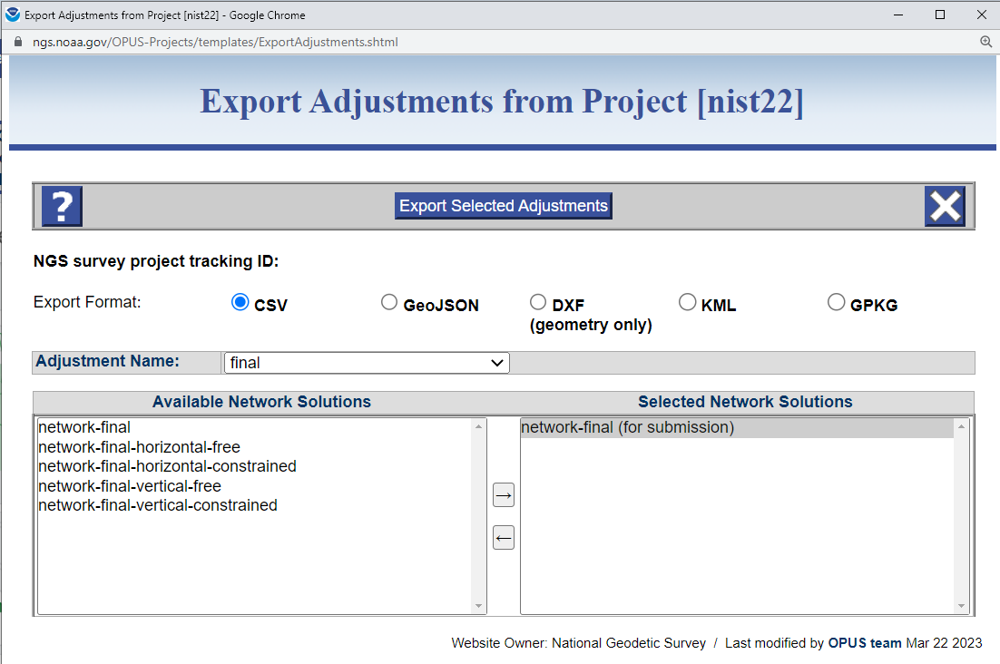 Export Adjustments from Project [nist22] - Google Chrome
ngs.noaa.gov/OPUS-Projects/templates/ExportAdjustments.shtml
Export Adjustments from Project [nist22]
?
Export Selected Adjustments
NGS survey project tracking ID:
Export Format:
CSV
GeoJSON
DXF
(geometry only)
KML
GPKG
Adjustment Name:
final
Available Network Solutions
network-final
network-final-horizontal-free
network-final-horizontal-constrained
network-final-vertical-free
network-final-vertical-constrained
→
←
Selected Network Solutions
network-final (for submission)
Website Owner: National Geodetic Survey / Last modified by OPUS team Mar 22 2023